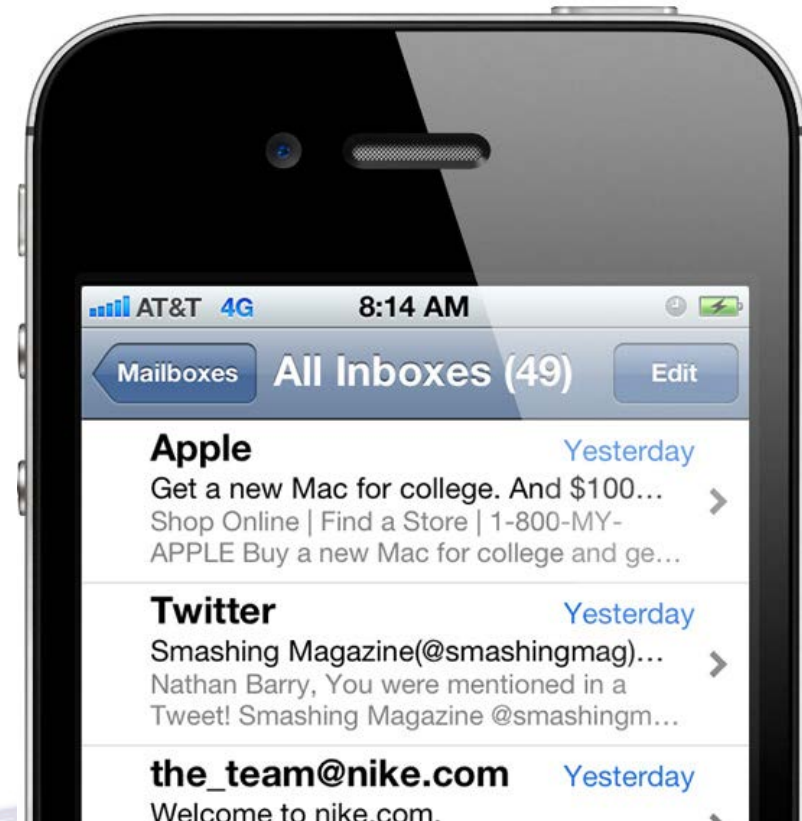 AT&T 4G 8:14 AM
Mailboxes All Inboxes (49) Edit
Apple Yesterday
Get a new Mac for college. And $100...
Shop Online | Find a Store | 1-800-MY-
APPLE Buy a new Mac for college and ge...
Twitter Yesterday
Smashing Magazine(@smashingmag)...
Nathan Barry, You were mentioned in a
Tweet! Smashing Magazine @smashingm...
the_team@nike.com Yesterday
Welcome to nike.com.